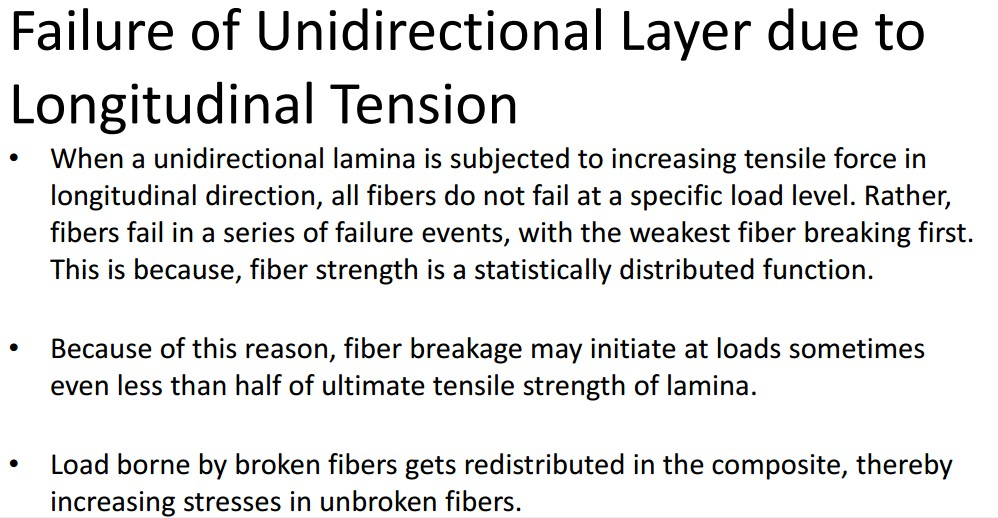 Failure of Unidirectional Layer due to
Longitudinal Tension
• When a unidirectional lamina is subjected to increasing tensile force in
longitudinal direction, all fibers do not fail at a specific load level. Rather,
fibers fail in a series of failure events, with the weakest fiber breaking first.
This is because, fiber strength is a statistically distributed function.
• Because of this reason, fiber breakage may initiate at loads sometimes
even less than half of ultimate tensile strength of lamina.
• Load borne by broken fibers gets redistributed in the composite, thereby
increasing stresses in unbroken fibers.